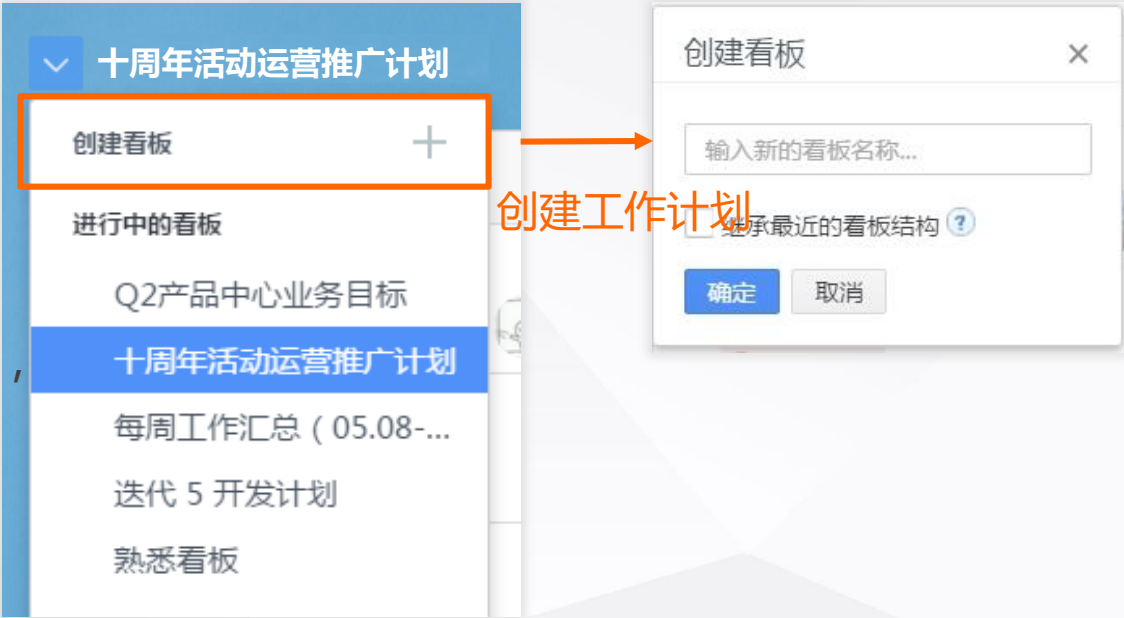 十周年活动运营推广计划
创建看板
进行中的看板
Q2产品中心业务目标
十周年活动运营推广计划
每周工作汇总（05.08-...
迭代 5 开发计划
熟悉看板
,
创建工作计划
创建看板
输入新的看板名称...
继承最近的看板结构 ?
确定
取消